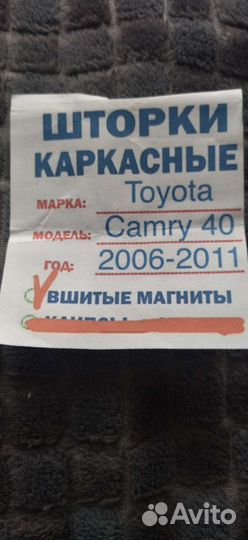 ШТОРКИ
КАРКАСНЫЕ
МАРКА: Toyota
МОДЕЛЬ: Camry 40
ГОД: 2006-2011
ВШИТЫЕ МАГНИТЫ
Avito